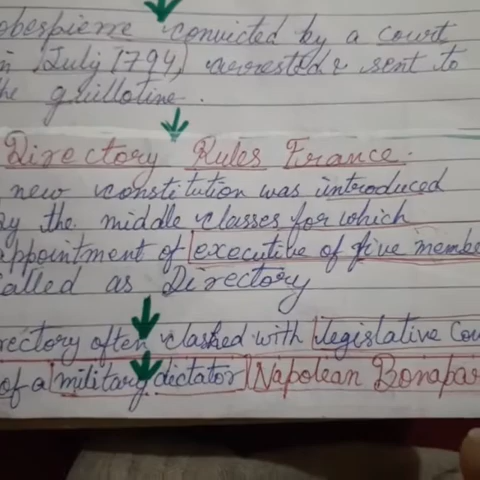 obespierre convicted by a court
in July 1794, arrested & sent to
he guillotine.
Directory Rules France.
new constitution was introduced
by the middle classes for which
appointment of executive of five membe
alled as Directory
rectory often clashed with legislative Cou
of a military dictator Napolean Bonapar